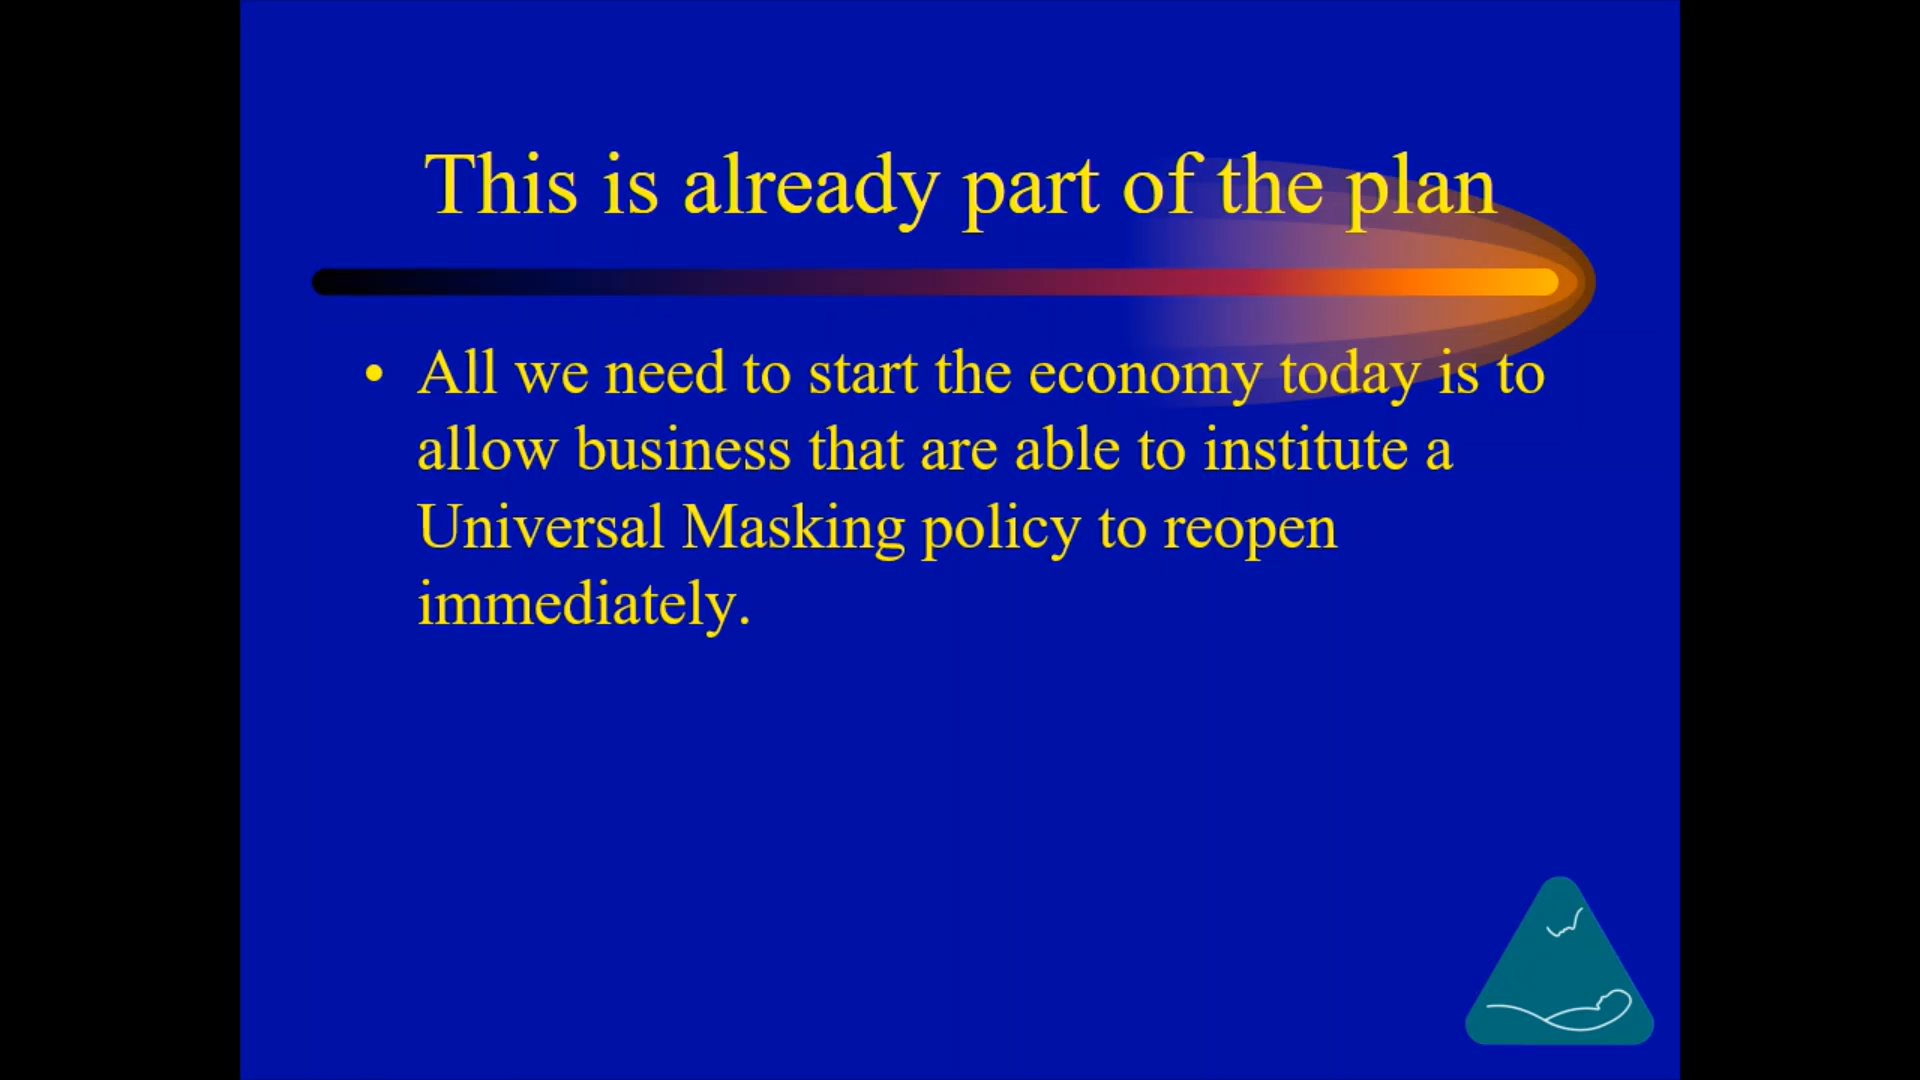 This is already part of the plan
• All we need to start the economy today is to
allow business that are able to institute a
Universal Masking policy to reopen
immediately.